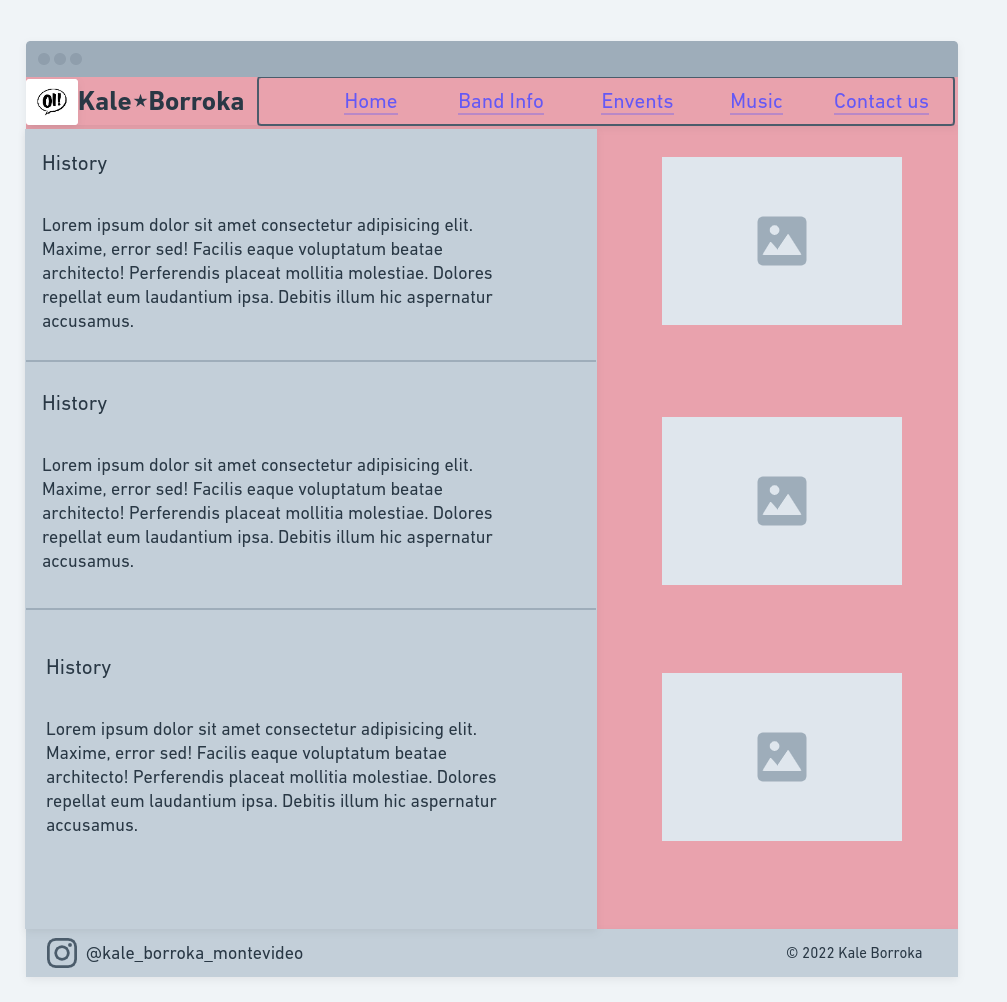 OI!! Kale★Borroka Home Band Info Envents Music Contact us
History
Lorem ipsum dolor sit amet consectetur adipisicing elit.
Maxime, error sed! Facilis eaque voluptatum beatae
architecto! Perferendis placeat mollitia molestiae. Dolores
repellat eum laudantium ipsa. Debitis illum hic aspernatur
accusamus.
History
Lorem ipsum dolor sit amet consectetur adipisicing elit.
Maxime, error sed! Facilis eaque voluptatum beatae
architecto! Perferendis placeat mollitia molestiae. Dolores
repellat eum laudantium ipsa. Debitis illum hic aspernatur
accusamus.
History
Lorem ipsum dolor sit amet consectetur adipisicing elit.
Maxime, error sed! Facilis eaque voluptatum beatae
architecto! Perferendis placeat mollitia molestiae. Dolores
repellat eum laudantium ipsa. Debitis illum hic aspernatur
accusamus.
@kale_borroka_montevideo © 2022 Kale Borroka